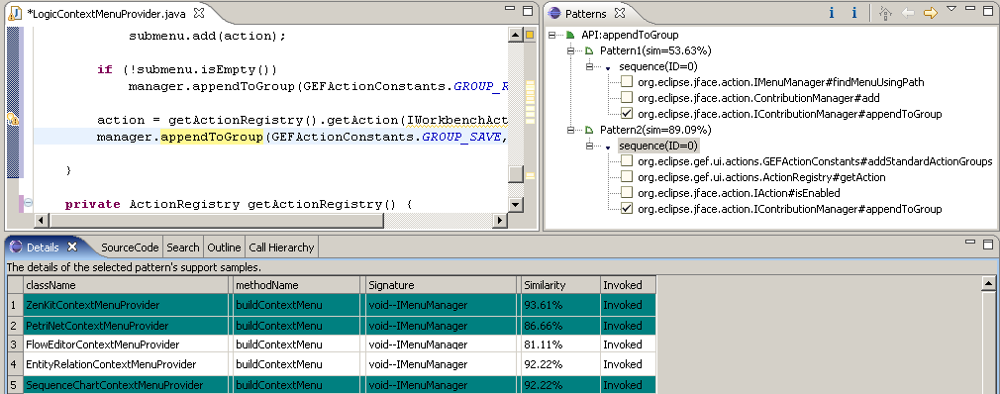 *LogicContextMenuProvider.java
submenu.add(action);
if (!submenu.isEmpty())
manager.appendToGroup(GEFActionConstants.GROUP_R
action = getActionRegistry().getAction(IWorkbenchAct
manager.appendToGroup(GEFActionConstants.GROUP_SAVE,
}
private ActionRegistry getActionRegistry() {
Patterns
API:appendToGroup
Pattern1(sim=53.63%)
sequence(ID=0)
org.eclipse.jface.action.IMenuManager#findMenuUsingPath
org.eclipse.jface.action.ContributionManager#add
org.eclipse.jface.action.IContributionManager#appendToGroup
Pattern2(sim=89.09%)
sequence(ID=0)
org.eclipse.gef.ui.actions.GEFActionConstants#addStandardActionGroups
org.eclipse.gef.ui.actions.ActionRegistry#getAction
org.eclipse.jface.action.IAction#isEnabled
org.eclipse.jface.action.IContributionManager#appendToGroup
Details SourceCode Search Outline Call Hierarchy
The details of the selected pattern's support samples.
className methodName Signature Similarity Invoked
1 ZenKitContextMenuProvider buildContextMenu void--IMenuManager 93.61% Invoked
2 PetriNetContextMenuProvider buildContextMenu void--IMenuManager 86.66% Invoked
3 FlowEditorContextMenuProvider buildContextMenu void--IMenuManager 81.11% Invoked
4 EntityRelationContextMenuProvider buildContextMenu void--IMenuManager 92.22% Invoked
5 SequenceChartContextMenuProvider buildContextMenu void--IMenuManager 92.22% Invoked